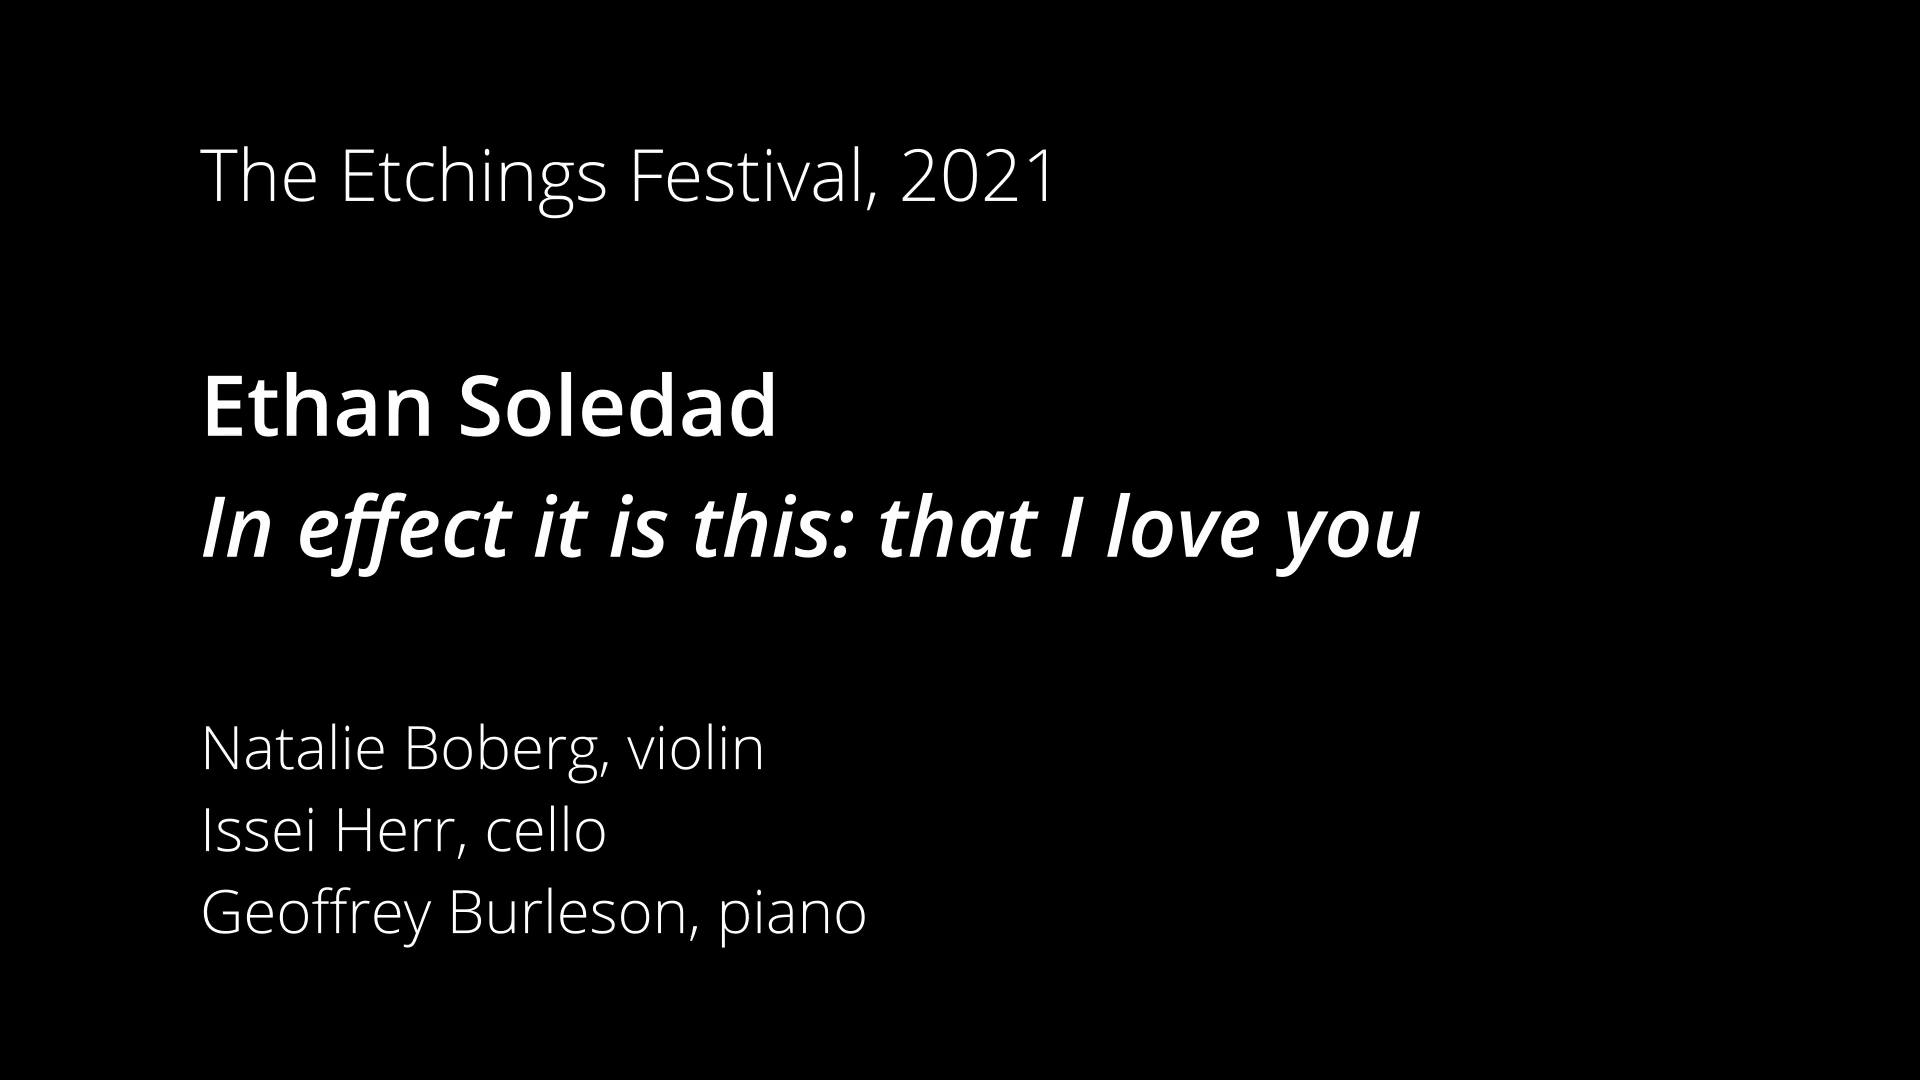 The Etchings Festival, 2021
Ethan Soledad
In effect it is this: that I love you
Natalie Boberg, violin
Issei Herr, cello
Geoffrey Burleson, piano